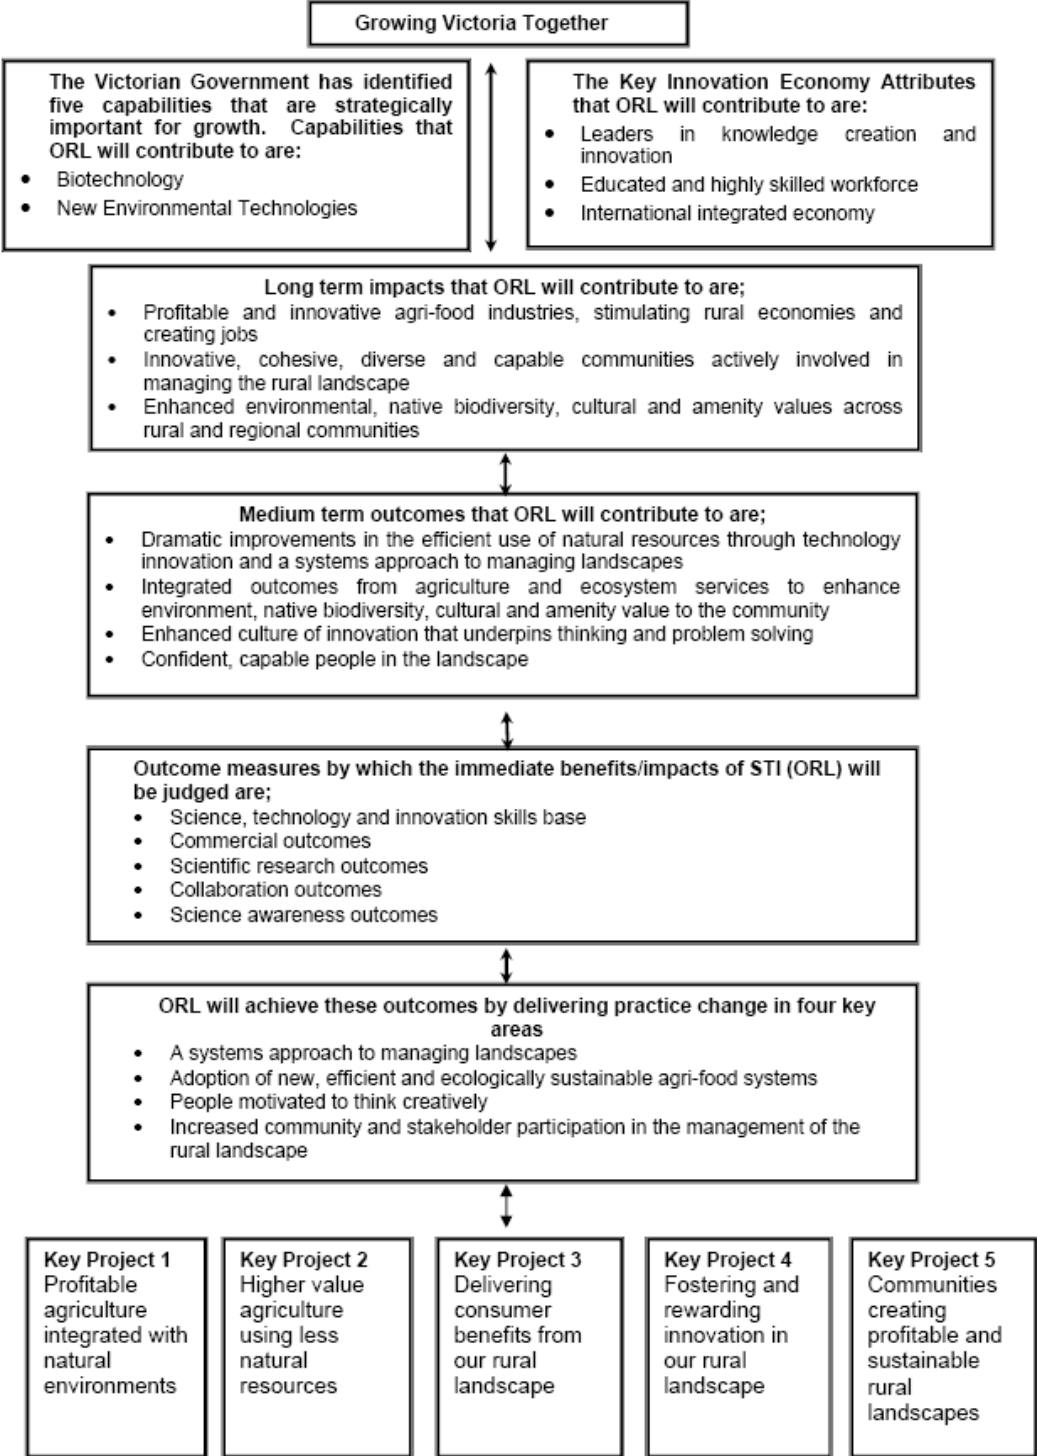 Growing Victoria Together
The Victorian Government has identified
five capabilities that are strategically
important for growth. Capabilities that
ORL will contribute to are:
• Biotechnology
• New Environmental Technologies
The Key Innovation Economy Attributes
that ORL will contribute to are:
• Leaders in knowledge creation and
innovation
• Educated and highly skilled workforce
• International integrated economy
Long term impacts that ORL will contribute to are;
• Profitable and innovative agri-food industries, stimulating rural economies and
creating jobs
• Innovative, cohesive, diverse and capable communities actively involved in
managing the rural landscape
• Enhanced environmental, native biodiversity, cultural and amenity values across
rural and regional communities
Medium term outcomes that ORL will contribute to are;
• Dramatic improvements in the efficient use of natural resources through technology
innovation and a systems approach to managing landscapes
• Integrated outcomes from agriculture and ecosystem services to enhance
environment, native biodiversity, cultural and amenity value to the community
• Enhanced culture of innovation that underpins thinking and problem solving
• Confident, capable people in the landscape
Outcome measures by which the immediate benefits/impacts of STI (ORL) will
be judged are;
• Science, technology and innovation skills base
• Commercial outcomes
• Scientific research outcomes
• Collaboration outcomes
• Science awareness outcomes
ORL will achieve these outcomes by delivering practice change in four key
areas
• A systems approach to managing landscapes
• Adoption of new, efficient and ecologically sustainable agri-food systems
• People motivated to think creatively
• Increased community and stakeholder participation in the management of the
rural landscape
Key Project 1
Profitable
agriculture
integrated with
natural
environments
Key Project 2
Higher value
agriculture
using less
natural
resources
Key Project 3
Delivering
consumer
benefits from
our rural
landscape
Key Project 4
Fostering and
rewarding
innovation in
our rural
landscape
Key Project 5
Communities
creating
profitable and
sustainable
rural
landscapes